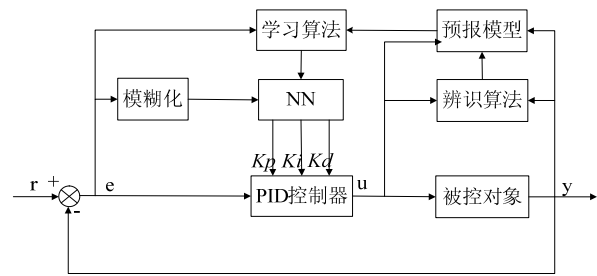 学习算法
预报模型
模糊化
NN
辨识算法
Kp Ki Kd
r + e
PID控制器
u
被控对象
y
-